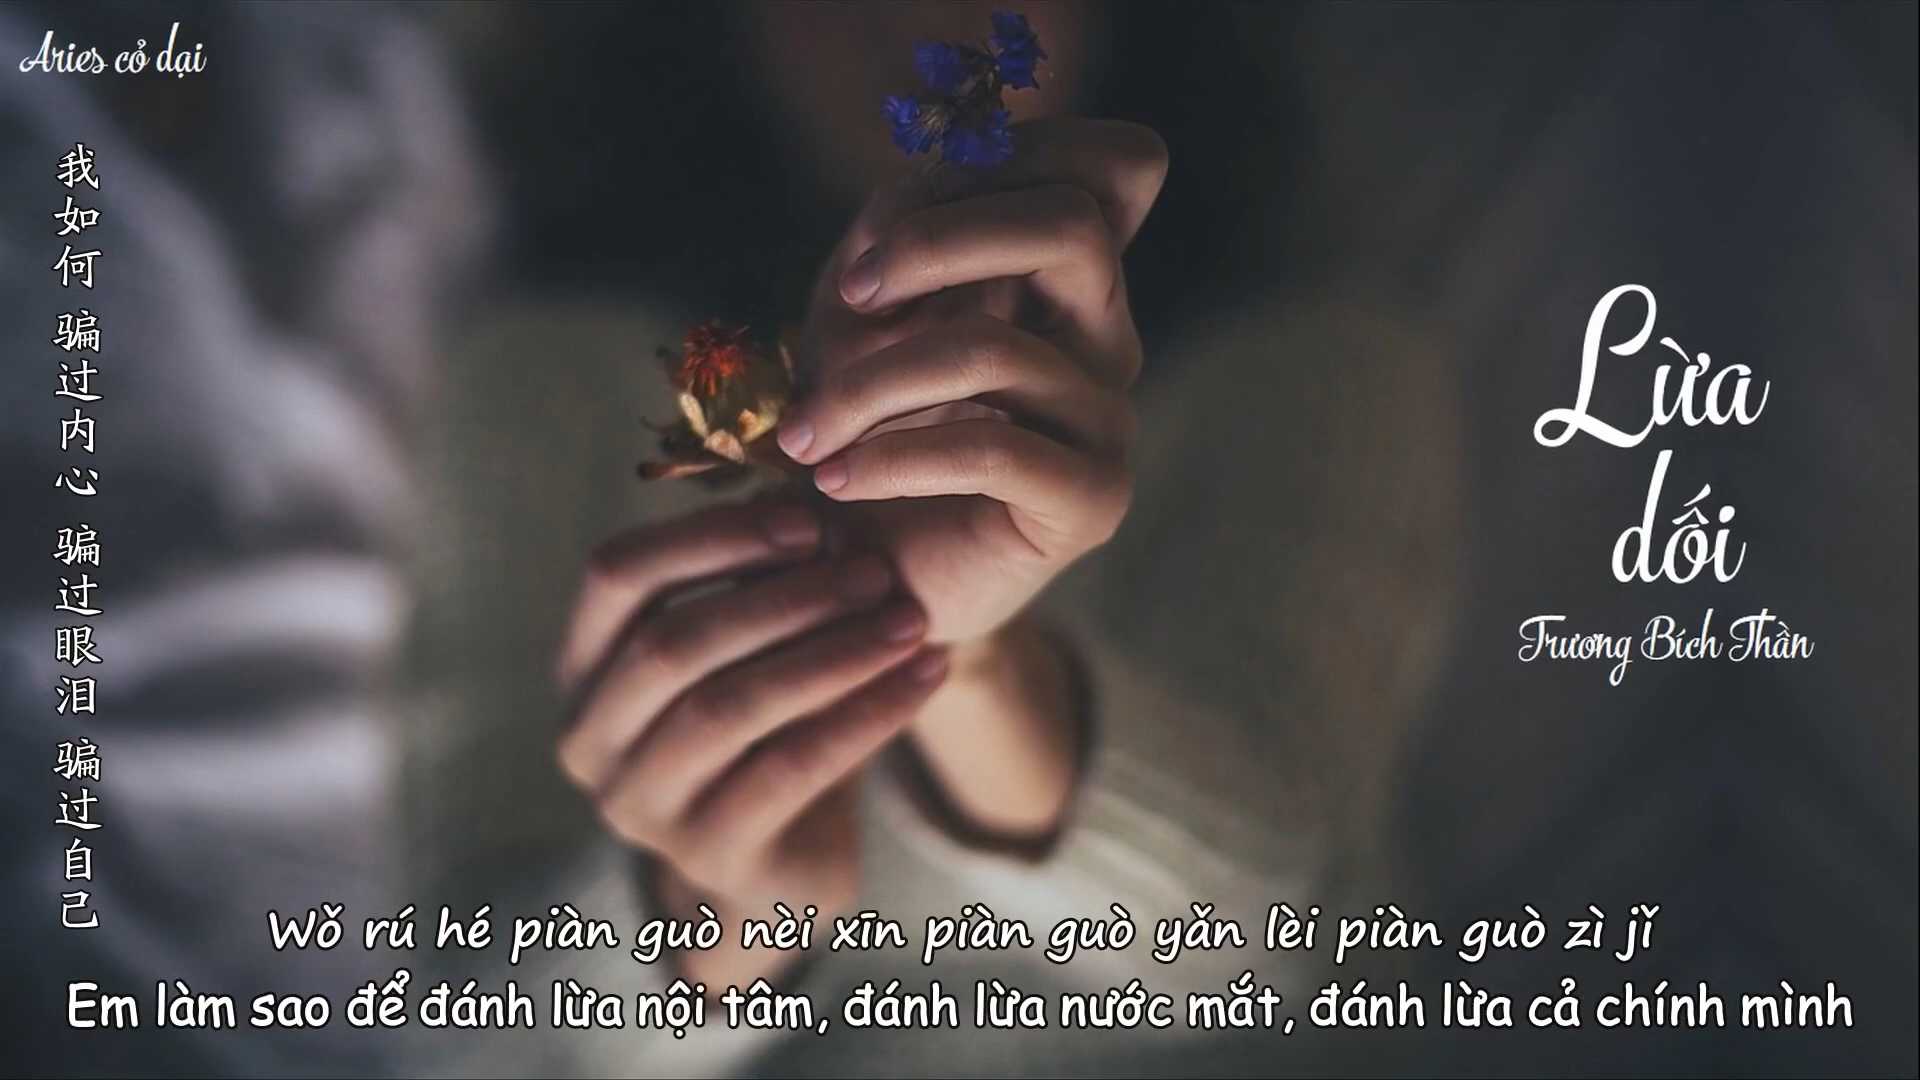 Aries cỏ dại
我如何 骗过内心 骗过眼泪 骗过自己
Lừa
dối
Trương Bích Thần
Wǒ rú hé piàn guò nèi xīn piàn guò yǎn lèi piàn guò zì jǐ
Em làm sao để đánh lừa nội tâm, đánh lừa nước mắt, đánh lừa cả chính mình